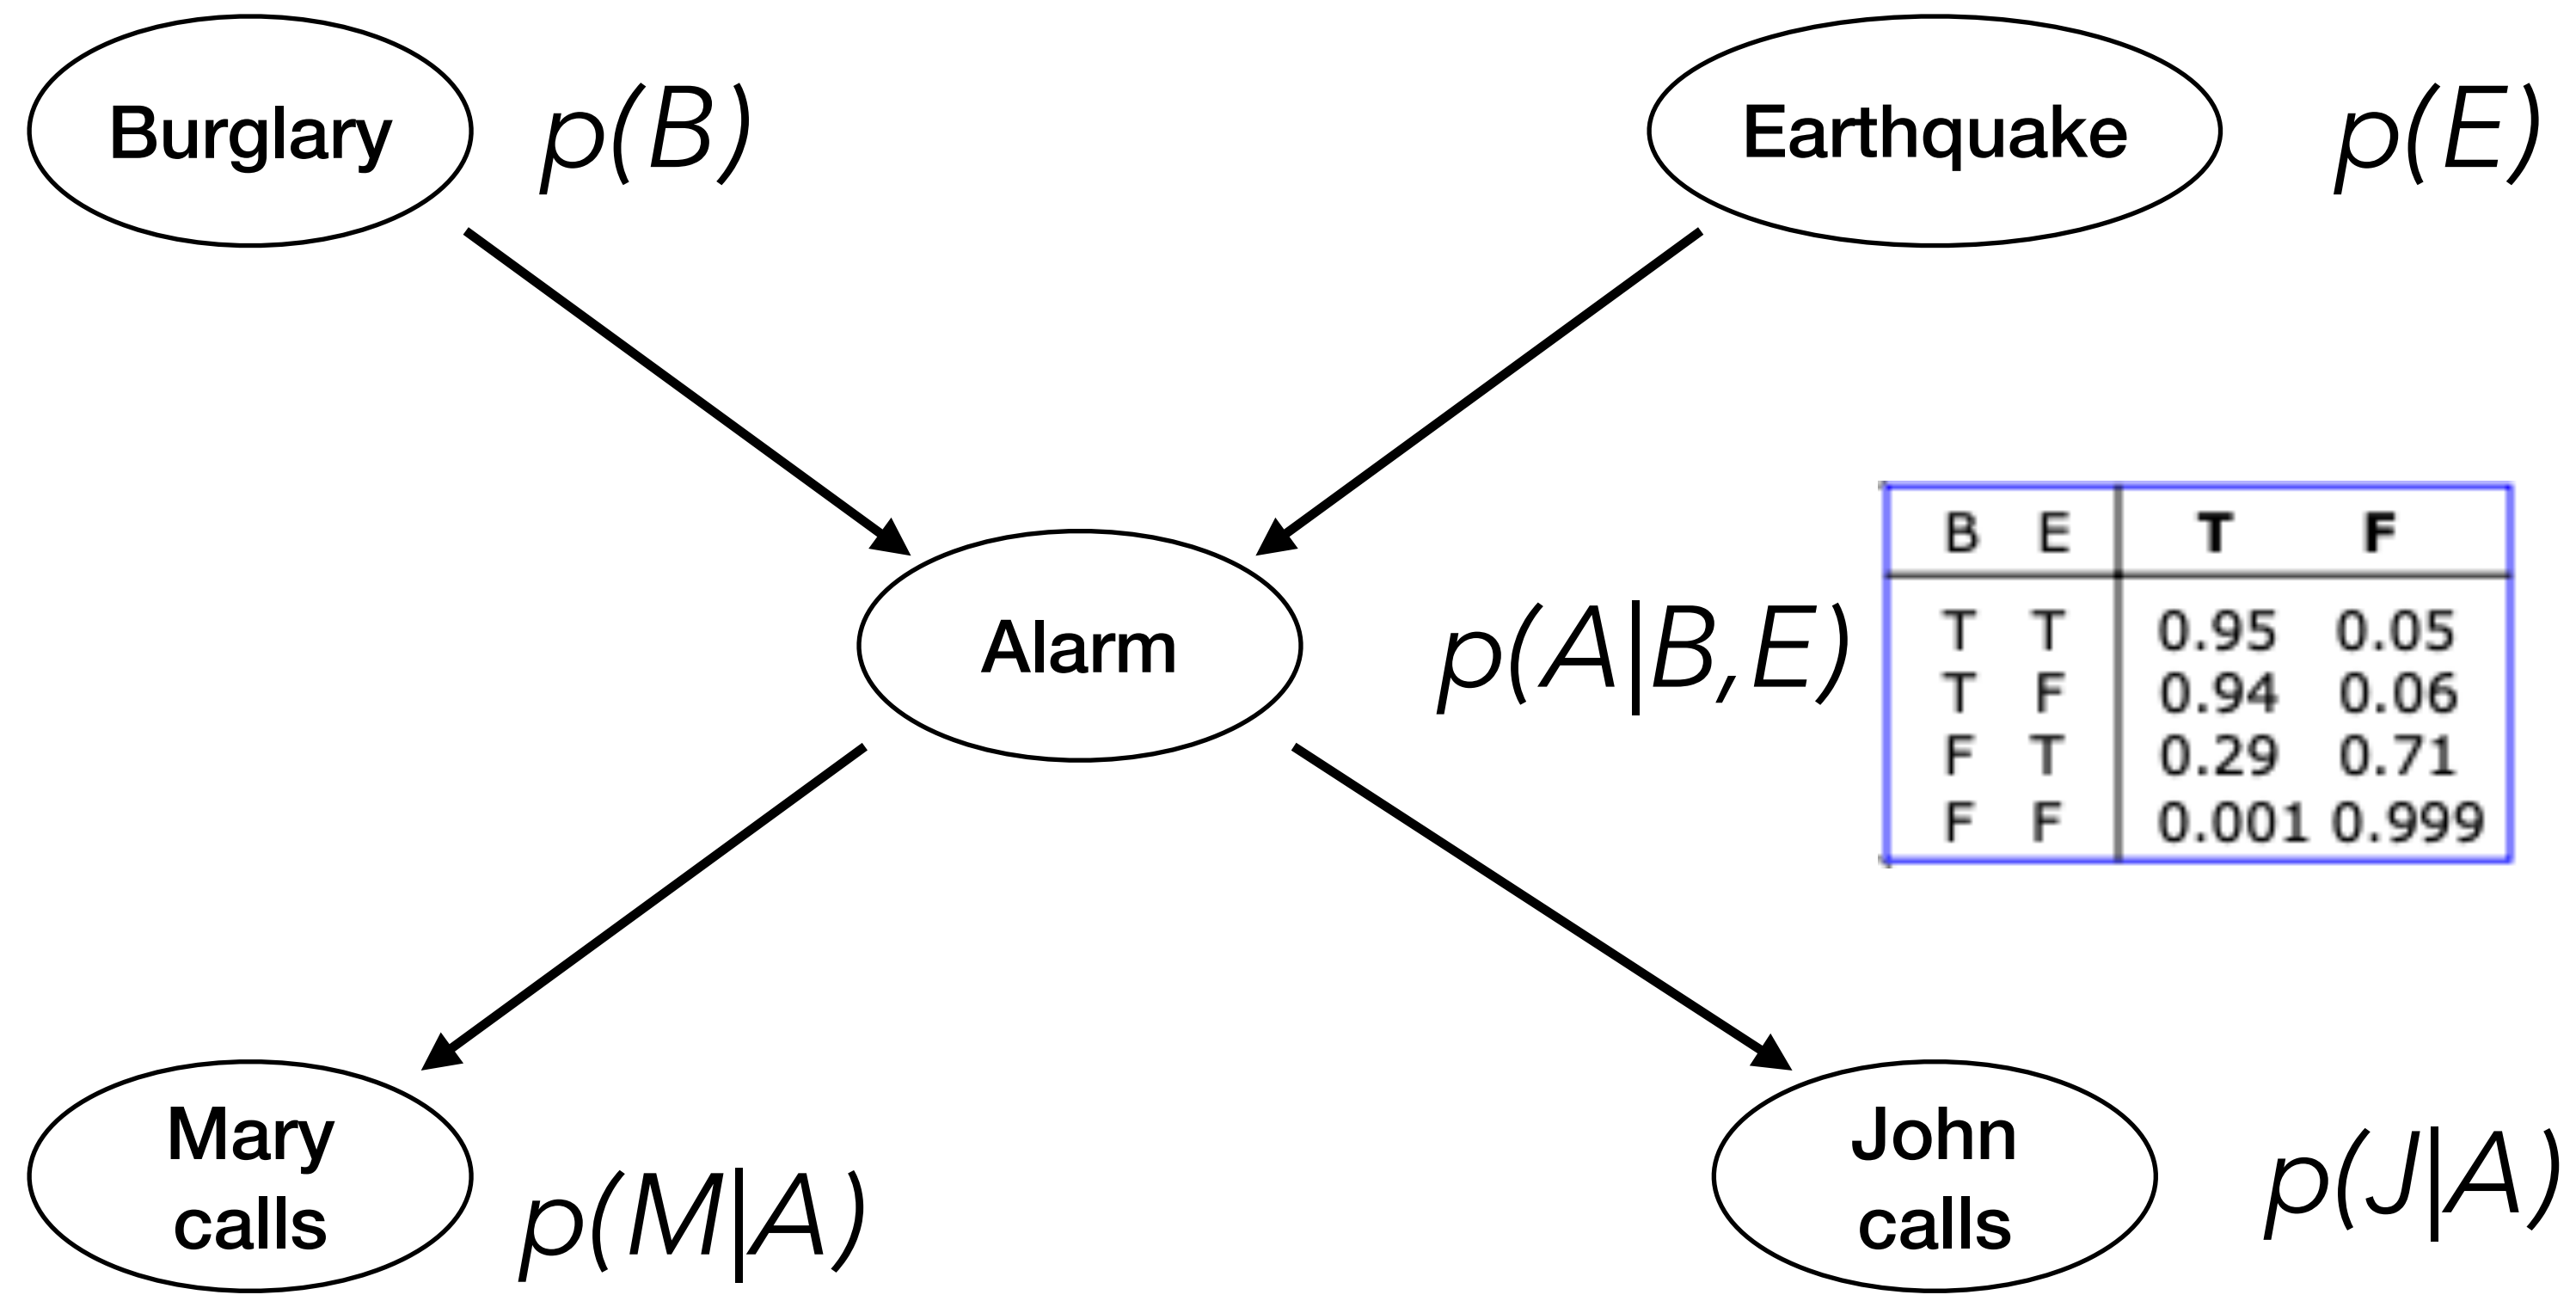 Burglary
p(B)
Earthquake
p(E)
B E T F
T T 0.95 0.05
T F 0.94 0.06
F T 0.29 0.71
F F 0.001 0.999
Alarm
p(A|B,E)
Mary
calls
p(M|A)
John
calls
p(J|A)